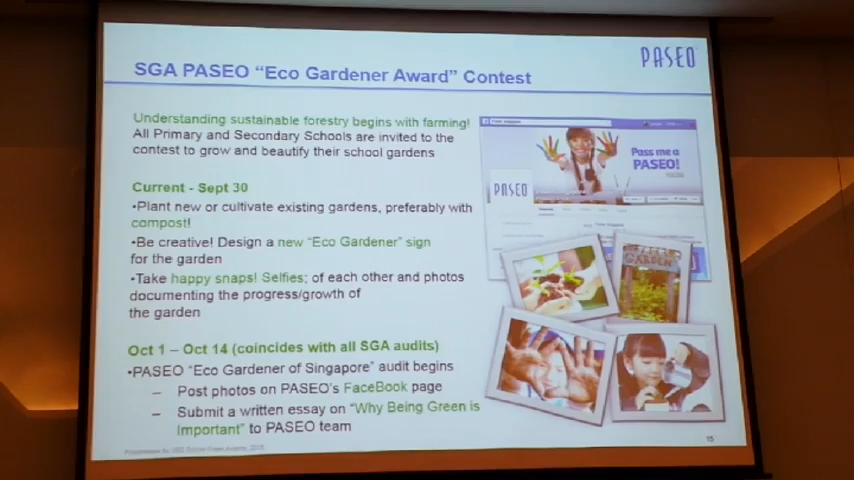 PASEO
SGA PASEO “Eco Gardener Award” Contest
Understanding sustainable forestry begins with farming!
All Primary and Secondary Schools are invited to the
contest to grow and beautify their school gardens
Current - Sept 30
•Plant new or cultivate existing gardens, preferably with
compost!
•Be creative! Design a new “Eco Gardener” sign
for the garden
•Take happy snaps! Selfies; of each other and photos
documenting the progress/growth of
the garden
Oct 1 – Oct 14 (coincides with all SGA audits)
•PASEO “Eco Gardener of Singapore” audit begins
– Post photos on PASEO's FaceBook page
– Submit a written essay on “Why Being Green is
Important” to PASEO team
Pass me a
PASEO!
PASEO
GARDEN
15